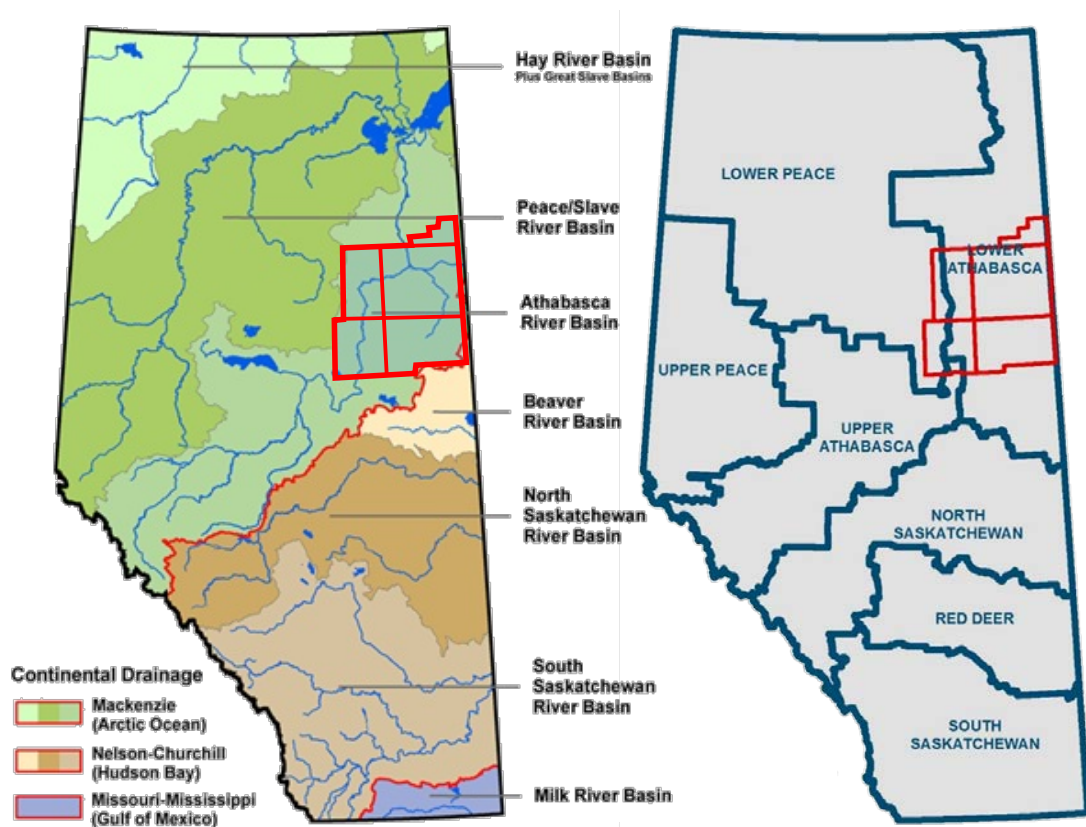 Hay River Basin
Plus Great Slave Basins
Peace/Slave
River Basin
Athabasca
River Basin
Beaver
River Basin
North
Saskatchewan
River Basin
South
Saskatchewan
River Basin
Milk River Basin
Continental Drainage
Mackenzie
(Arctic Ocean)
Nelson-Churchill
(Hudson Bay)
Missouri-Mississippi
(Gulf of Mexico)
LOWER PEACE
LOWER
ATHABASCA
UPPER PEACE
UPPER
ATHABASCA
NORTH
SASKATCHEWAN
RED DEER
SOUTH
SASKATCHEWAN